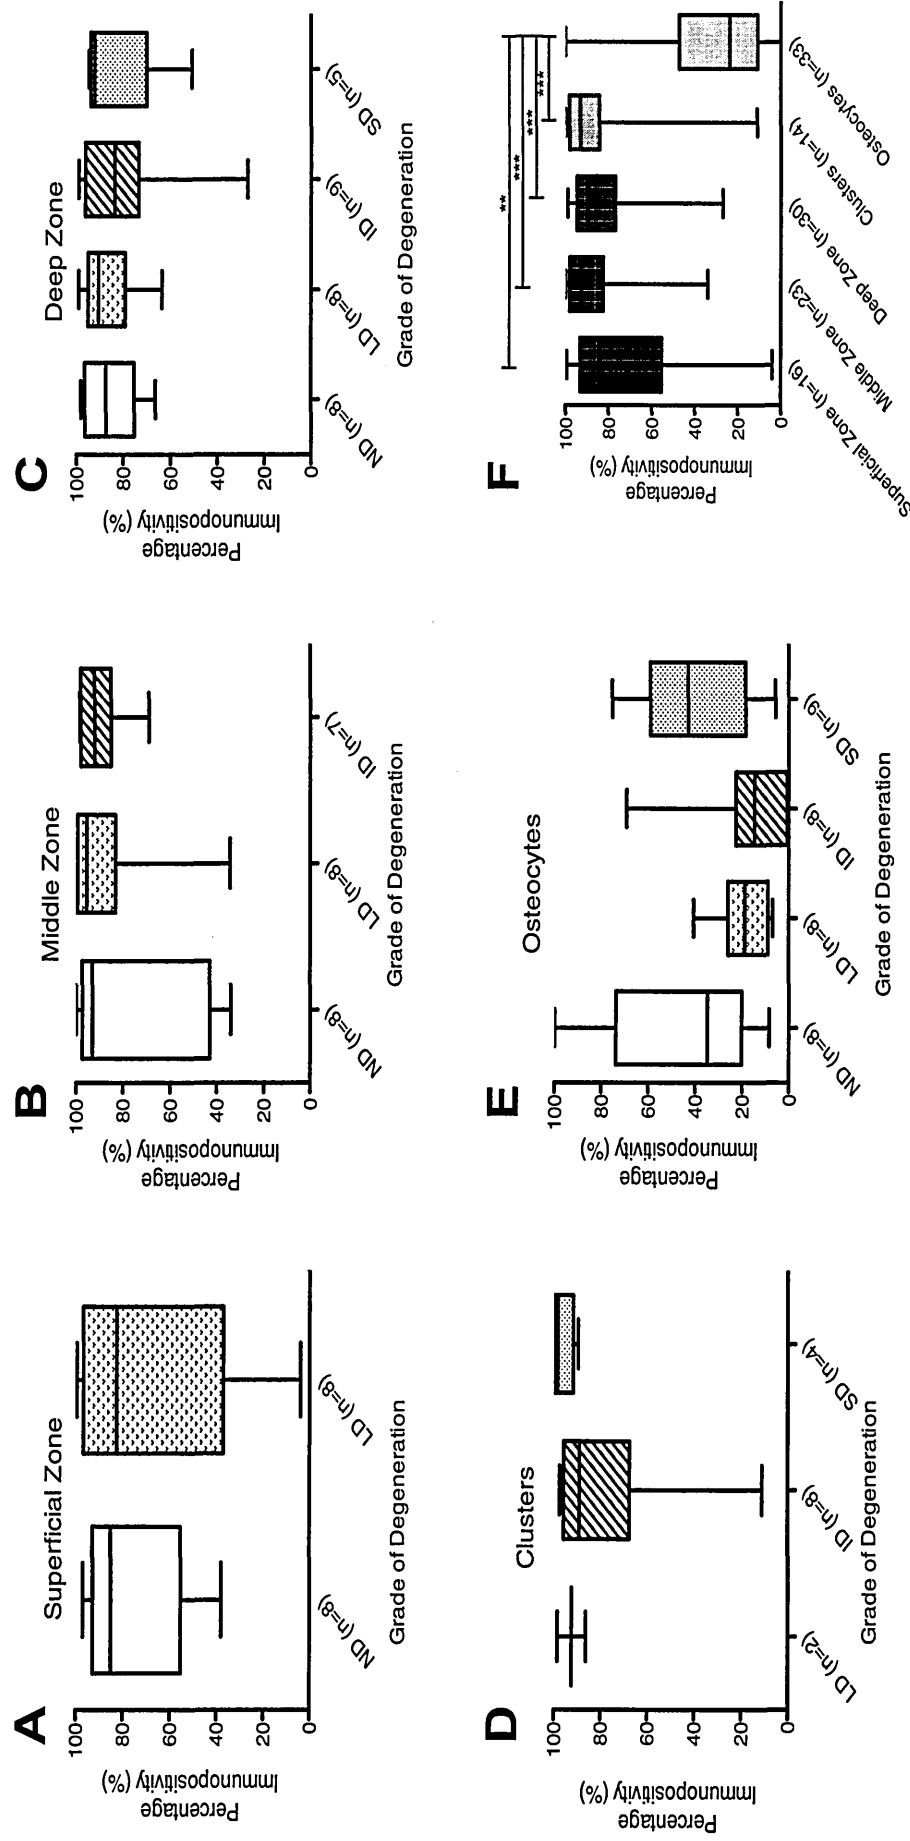 A
Superficial Zone
Percentage
Immunopositivity (%)
100
80
60
40
20
0
ND (n=8)
LD (n=8)
Grade of Degeneration
B
Middle Zone
Percentage
Immunopositivity (%)
100
80
60
40
20
0
ND (n=8)
LD (n=8)
ID (n=7)
Grade of Degeneration
C
Deep Zone
Percentage
Immunopositivity (%)
100
80
60
40
20
0
ND (n=8)
LD (n=8)
ID (n=9)
SD (n=5)
Grade of Degeneration
D
Clusters
Percentage
Immunopositivity (%)
100
80
60
40
20
0
LD (n=2)
ID (n=8)
SD (n=4)
Grade of Degeneration
E
Osteocytes
Percentage
Immunopositivity (%)
100
80
60
40
20
0
ND (n=8)
LD (n=8)
ID (n=8)
SD (n=9)
Grade of Degeneration
F
Percentage
Immunopositivity (%)
100
80
60
40
20
0
**
***
***
***
Superficial Zone (n=16)
Middle Zone (n=23)
Deep Zone (n=30)
Clusters (n=14)
Osteocytes (n=33)